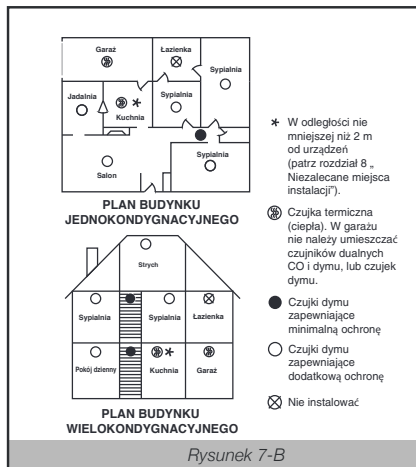 Garaż
Łazienka
Sypialnia
Jadalnia
Kuchnia
*
Sypialnia
Salon
Sypialnia
PLAN BUDYNKU
JEDNOKONDYGNACYJNEGO
Strych
Sypialnia
Sypialnia
Łazienka
Pokój dzienny
*
Kuchnia
Garaż
PLAN BUDYNKU
WIELOKONDYGNACYJNEGO
* W odległości nie
mniejszej niż 2 m
od urządzeń
(patrz rozdział 8 „
Niezalecane miejsca
instalacji”).
Czujka termiczna
(ciepła). W garażu
nie należy umieszczać
czujników dualnych
CO i dymu, lub czujek
dymu.
Czujki dymu
zapewniające
minimalną ochronę
Czujki dymu
zapewniające
dodatkową ochronę
Nie instalować
Rysunek 7-B